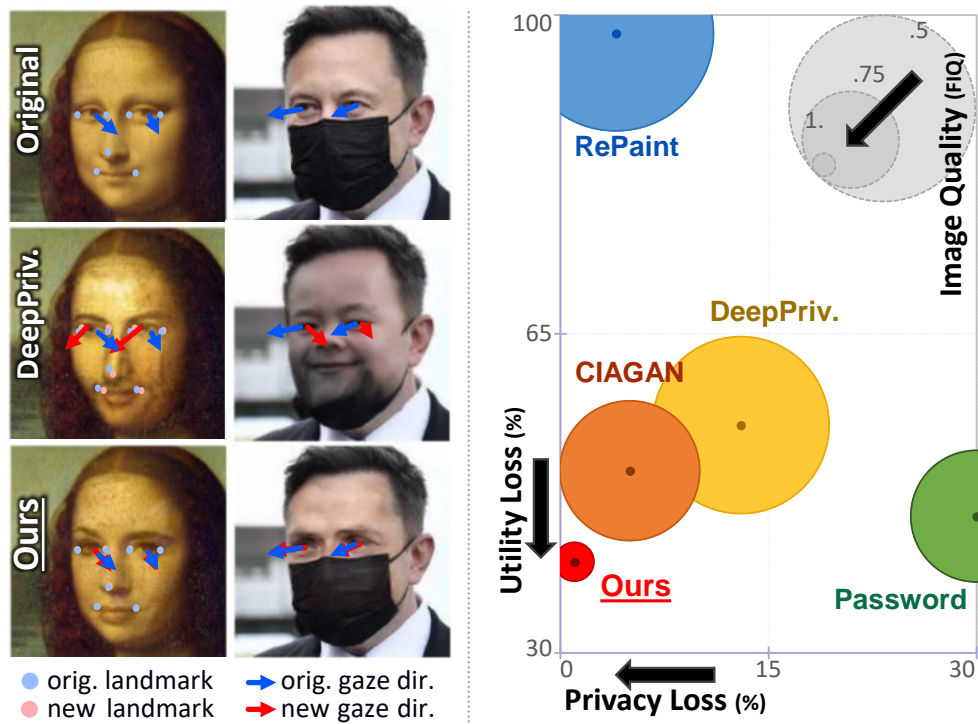 Original
DeepPriv.
Ours
orig. landmark
new landmark
orig. gaze dir.
new gaze dir.
100
65
30
Utility Loss (%)
RePaint
DeepPriv.
CIAGAN
Ours
Password
.5
.75
1.
Image Quality (FIQ)
0
15
30
Privacy Loss (%)